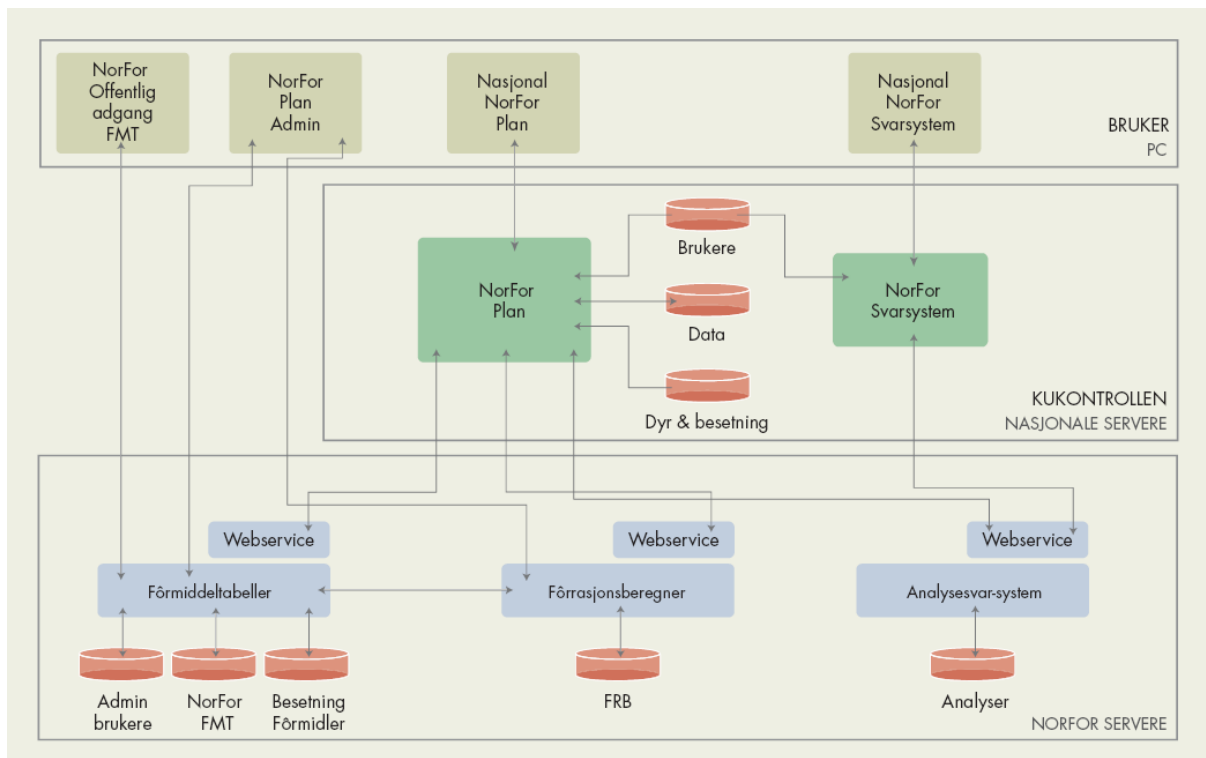 NorFor
Offentlig
adgang
FMT
NorFor
Plan
Admin
Nasjonal
NorFor
Plan
Nasjonal
NorFor
Svarsystem
BRUKER
PC
Brukere
NorFor
Plan
Data
Dyr & besetning
NorFor
Svarsystem
KUKONTROLLEN
NASJONALE SERVERE
Webservice
Webservice
Webservice
Fôrmiddeltabeller
Fôrrasjonsberegner
Analysesvar-system
Admin
brukere
NorFor
FMT
Besetning
Fôrmidler
FRB
Analyser
NORFOR SERVERE